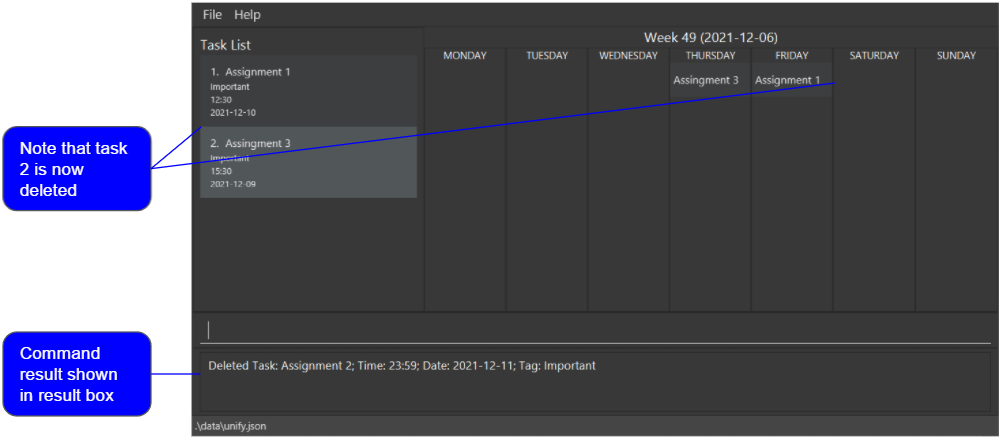 File Help
Task List
1. Assignment 1
Important
12:30
2021-12-10
2. Assingment 3
Important
15:30
2021-12-09
Week 49 (2021-12-06)
MONDAY TUESDAY WEDNESDAY THURSDAY FRIDAY SATURDAY SUNDAY
Assingment 3 Assignment 1
Note that task
2 is now
deleted
Command
result shown
in result box
Deleted Task: Assignment 2; Time: 23:59; Date: 2021-12-11; Tag: Important
.\data\unify.json